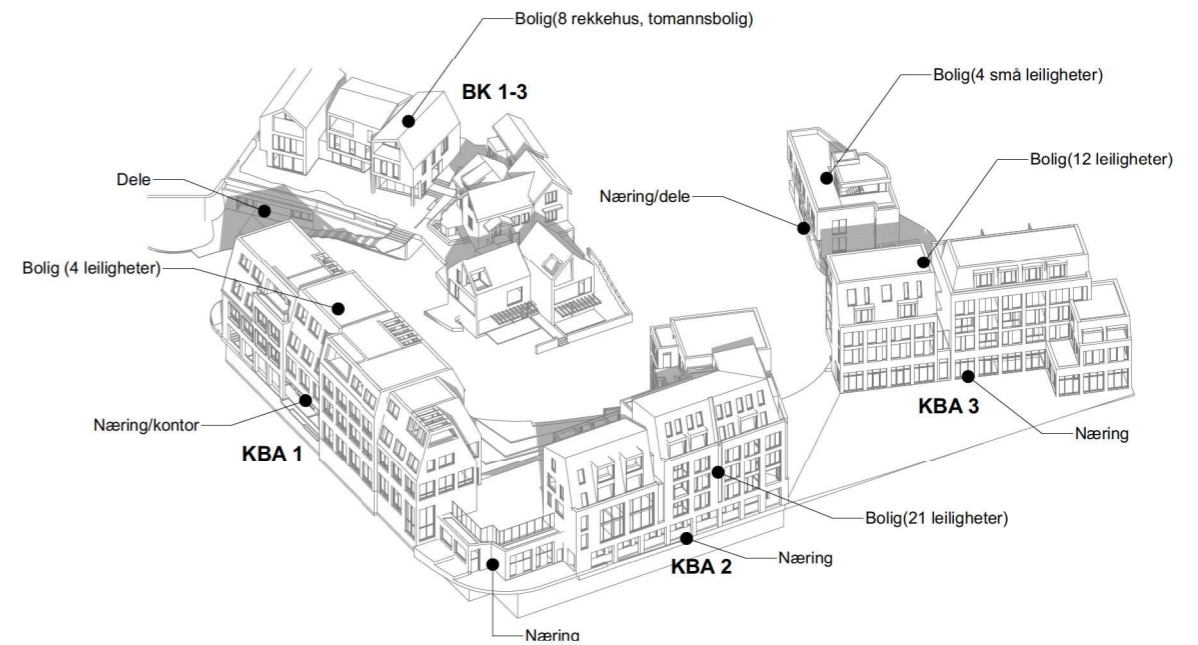 Bolig(8 rekkehus, tomannsbolig)
BK 1-3
Bolig(4 små leiligheter)
Bolig(12 leiligheter)
Dele
Næring/dele
Bolig (4 leiligheter)
KBA 3
Næring/kontor
Næring
KBA 1
Bolig(21 leiligheter)
Næring
KBA 2
Næring